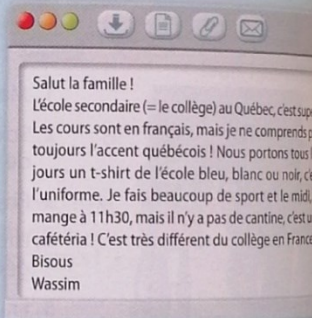 Salut la famille !
L'école secondaire (= le collège) au Québec, c'est
Les cours sont en français, mais je ne comprends
toujours l'accent québécois ! Nous portons tous
jours un t-shirt de l'école bleu, blanc ou noir,
l'uniforme. Je fais beaucoup de sport et le midi,
mange à 11h30, mais il n'y a pas de cantine, c'est
cafétéria ! C'est très différent du collège en France
Bisous
Wassim